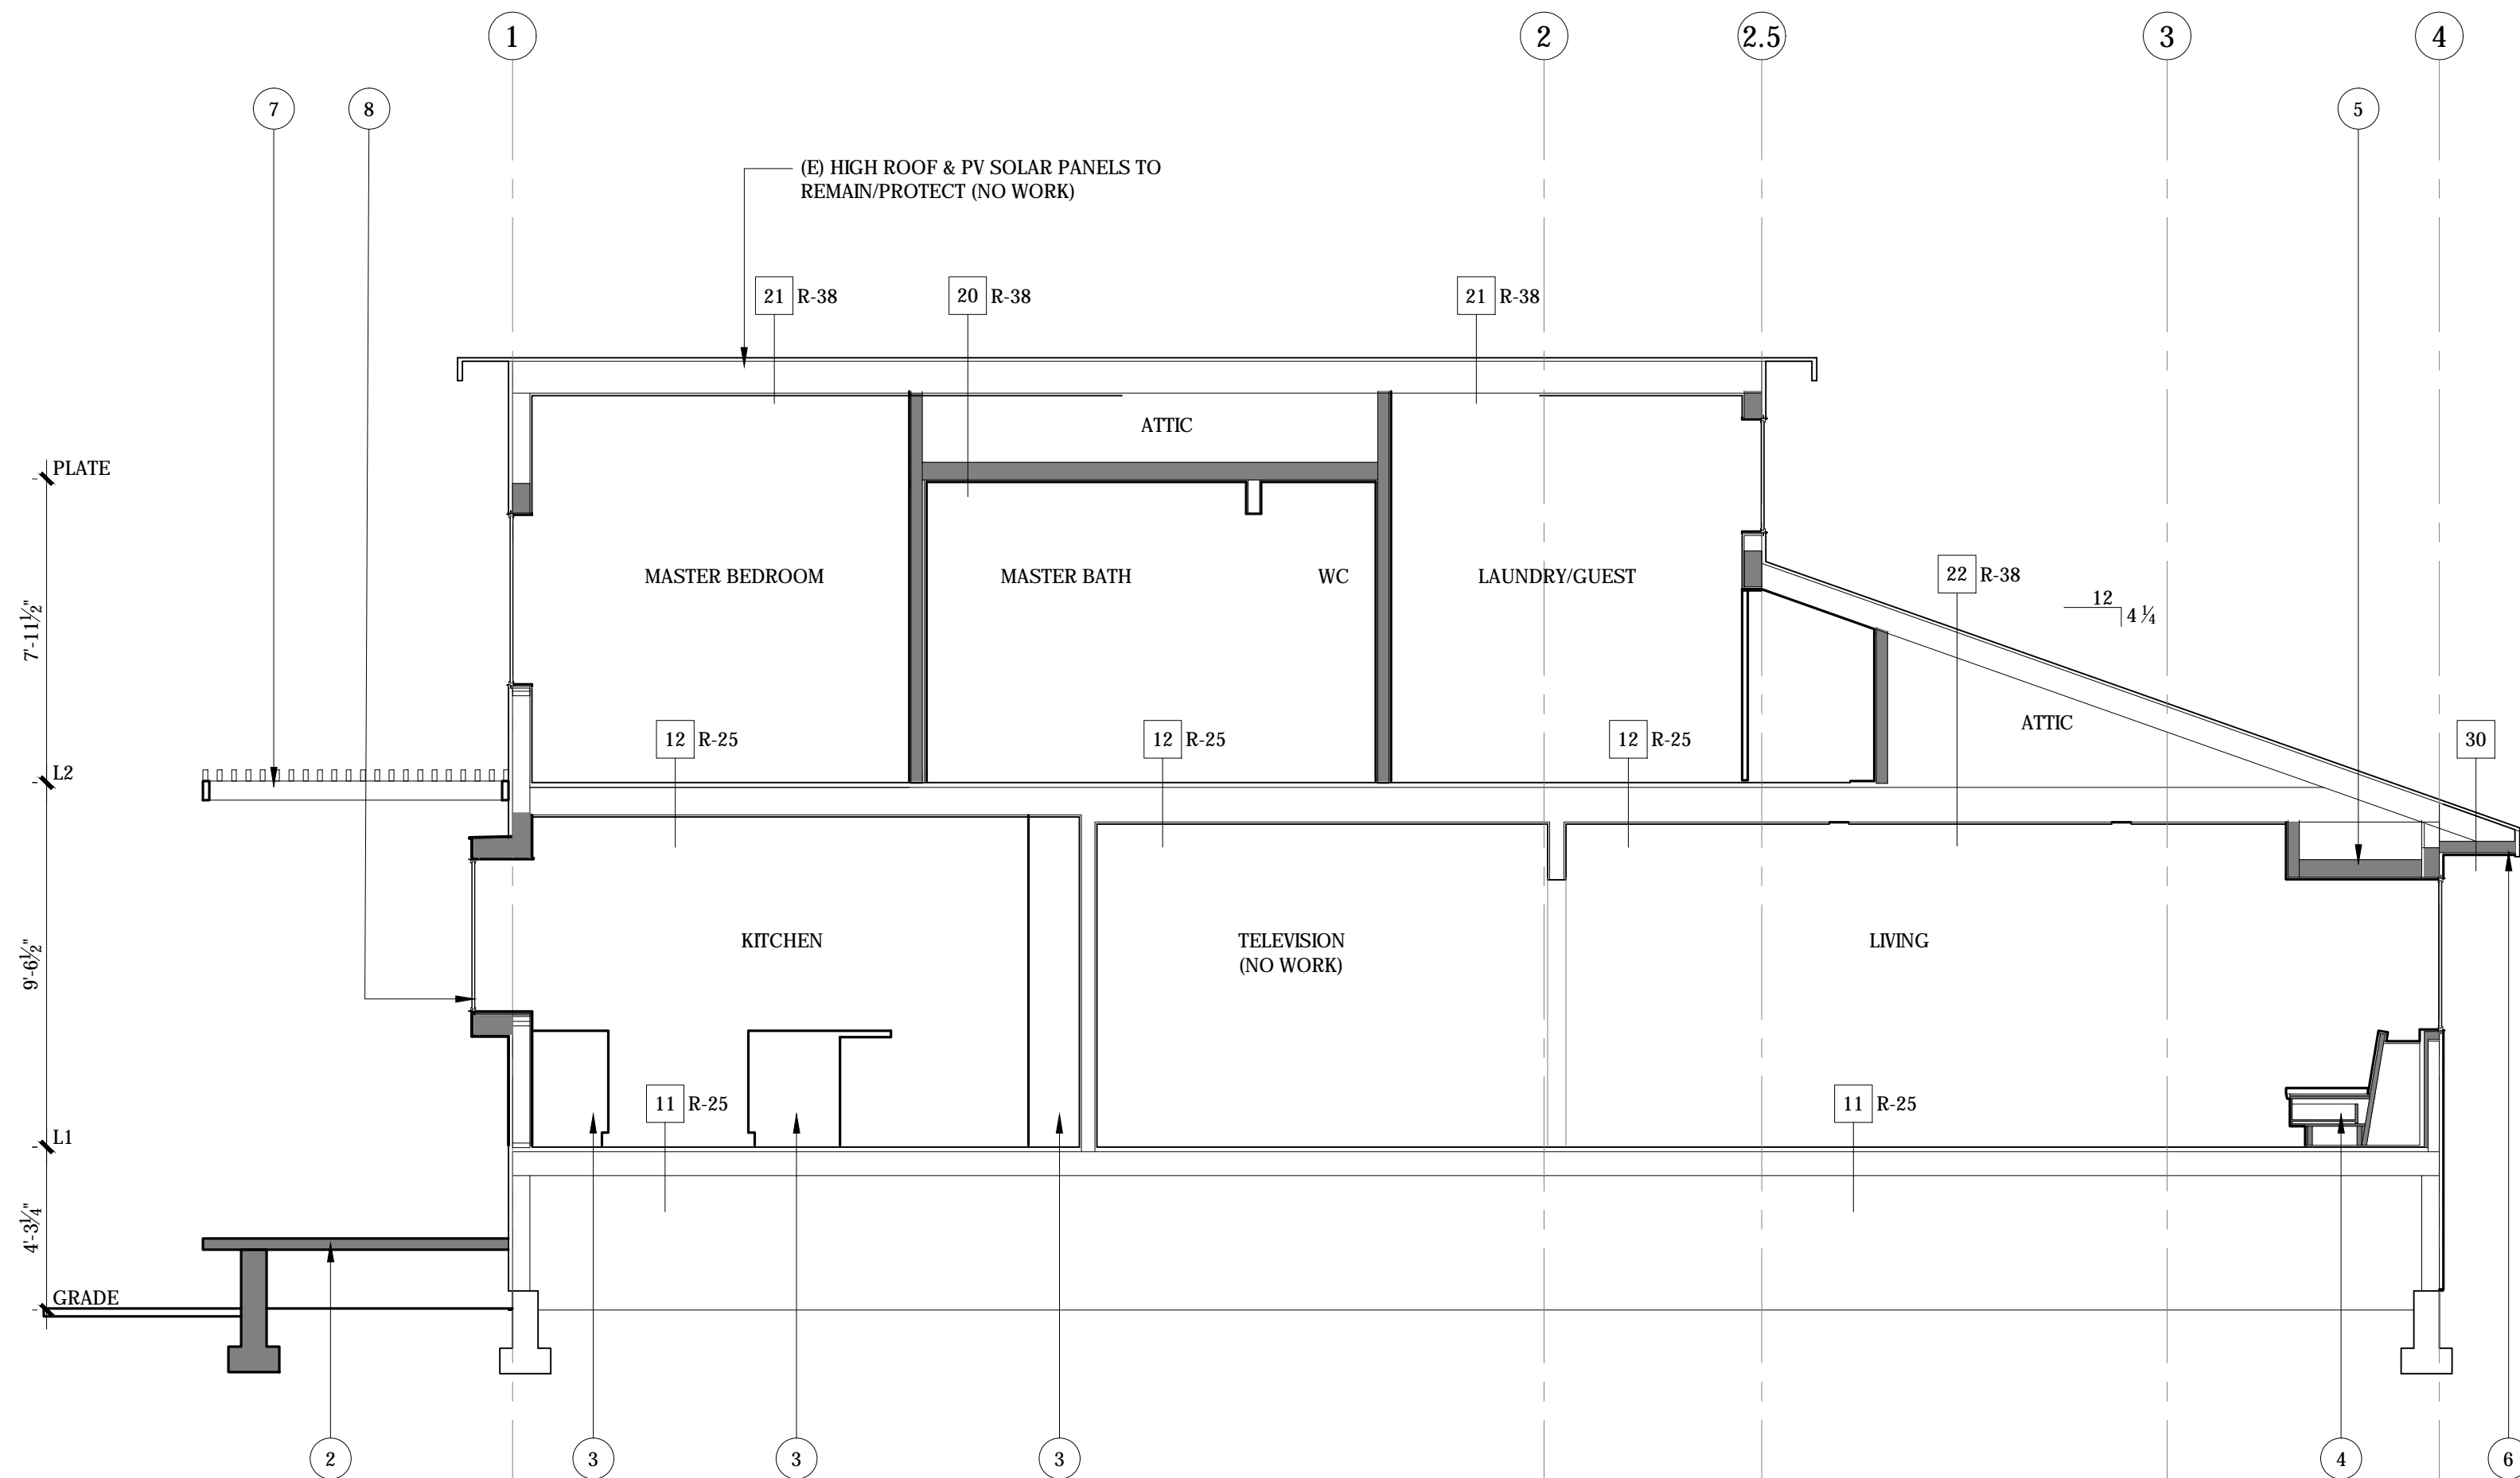 1
2
2.5
3
4
7
8
5
(E) HIGH ROOF & PV SOLAR PANELS TO
REMAIN/PROTECT (NO WORK)
21 R-38
20 R-38
21 R-38
ATTIC
PLATE
MASTER BEDROOM
MASTER BATH
WC
LAUNDRY/GUEST
22 R-38
12
4 1/4
7'-11 1/2"
ATTIC
12 R-25
12 R-25
12 R-25
30
L2
KITCHEN
TELEVISION
(NO WORK)
LIVING
9'-6 1/2"
11 R-25
11 R-25
L1
4'-3 1/4"
GRADE
2
3
3
3
4
6